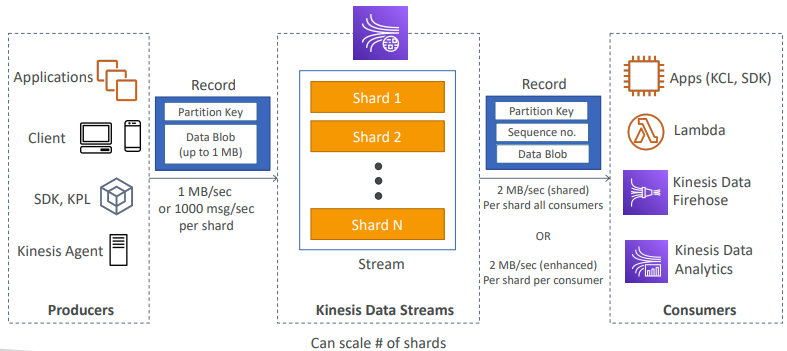 Applications
Client
SDK, KPL
Kinesis Agent
Producers
Record
Partition Key
Data Blob
(up to 1 MB)
1 MB/sec
or 1000 msg/sec
per shard
Shard 1
Shard 2
Shard N
Stream
Kinesis Data Streams
Can scale # of shards
Record
Partition Key
Sequence no.
Data Blob
2 MB/sec (shared)
Per shard all consumers
OR
2 MB/sec (enhanced)
Per shard per consumer
Apps (KCL, SDK)
Lambda
Kinesis Data
Firehose
Kinesis Data
Analytics
Consumers